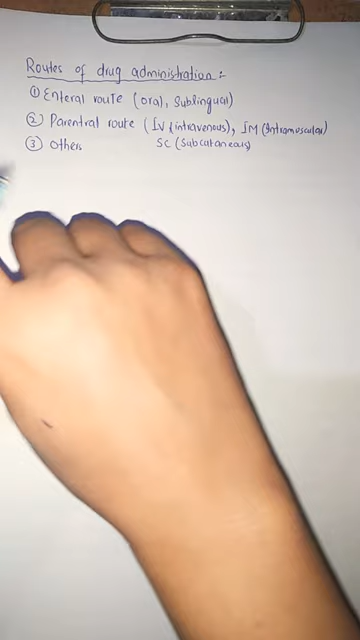 Routes of drug administration :-
① Enteral route (oral, Sublingual)
② Parentral route (IV (intravenous), IM (Intramuscular)
SC (Subcutaneous)
③ Others